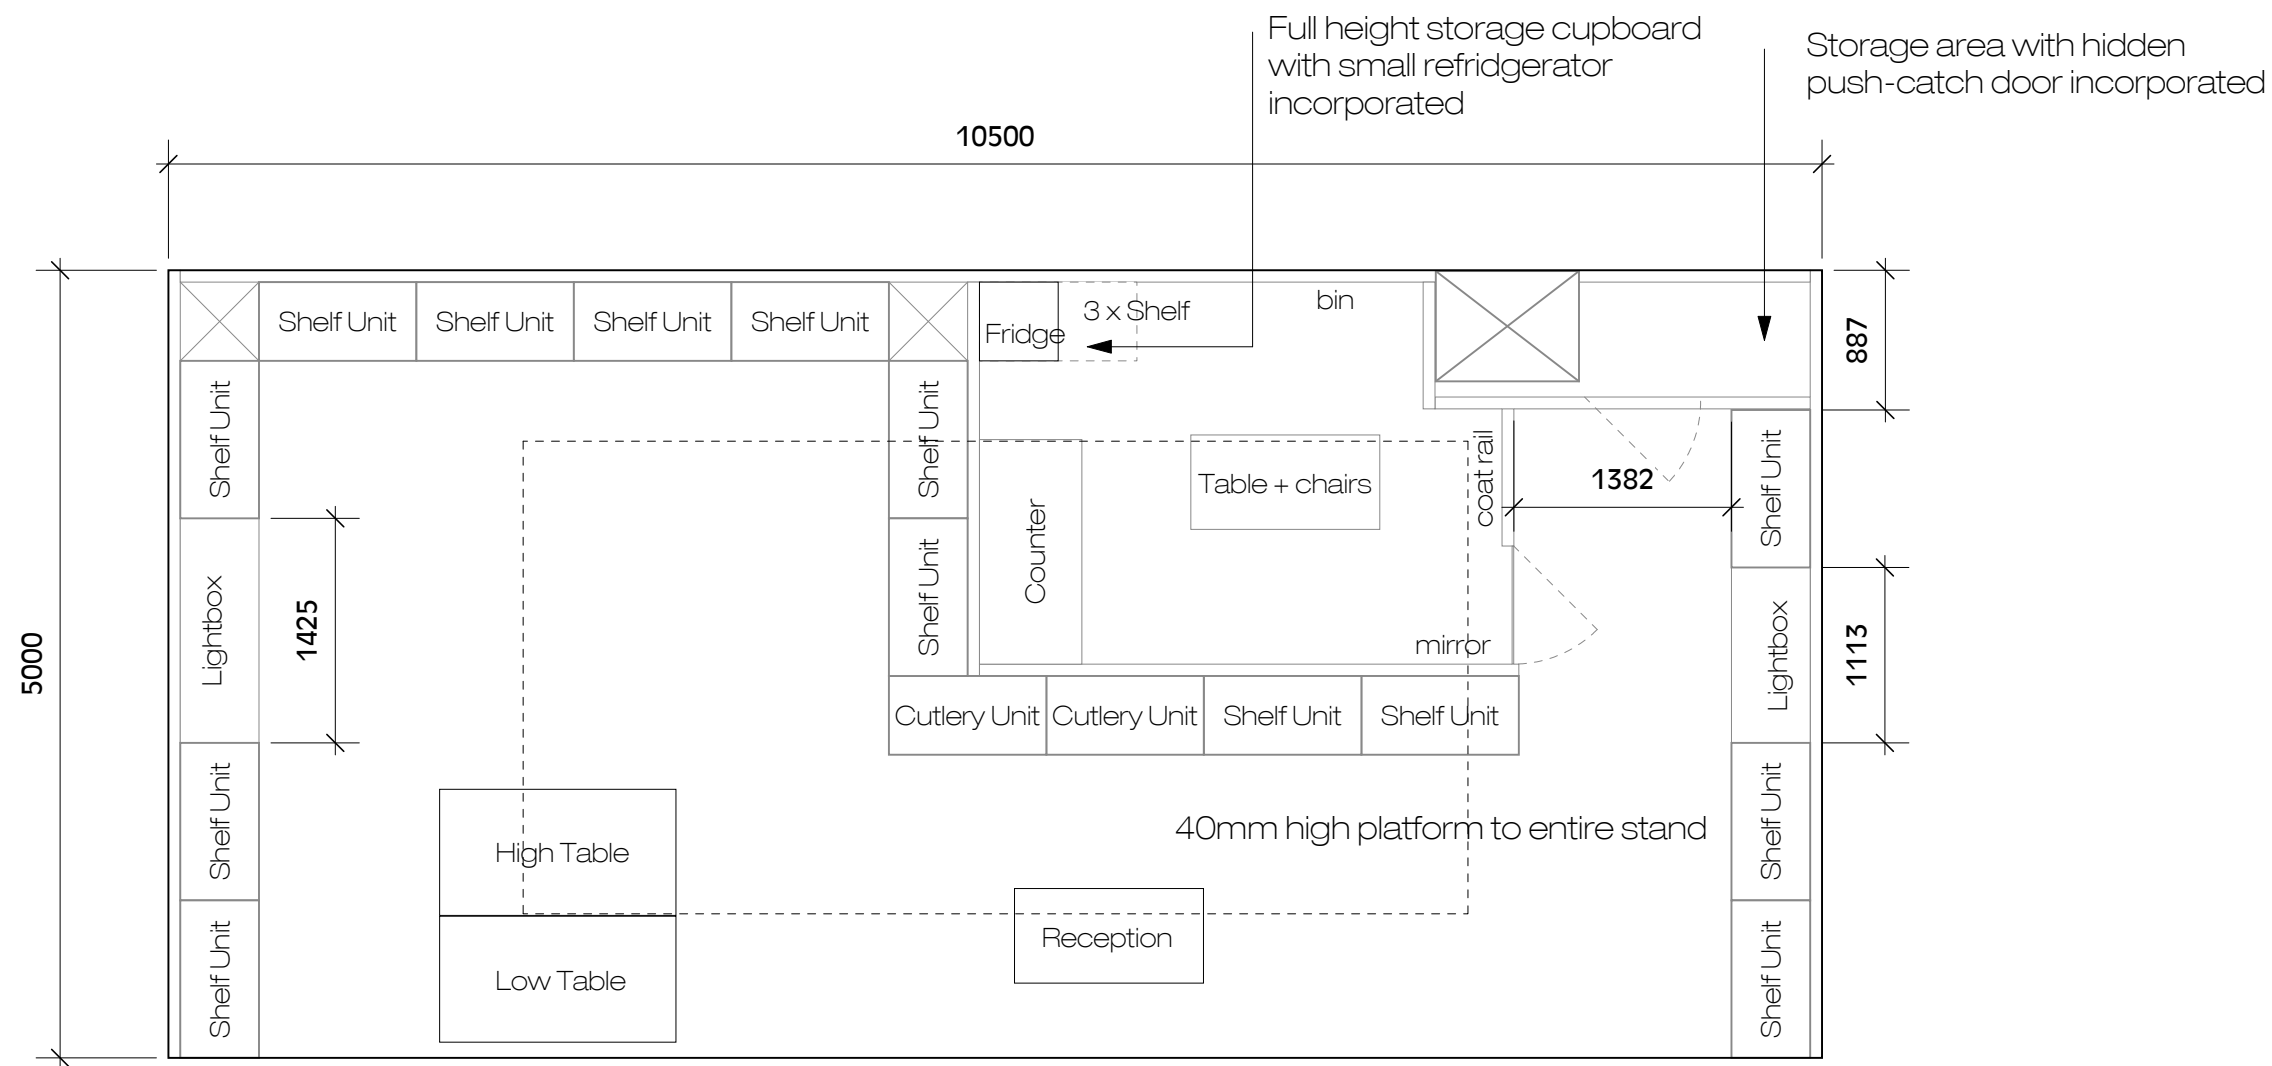 Full height storage cupboard
with small refridgerator
incorporated
Storage area with hidden
push-catch door incorporated
10500
Shelf Unit
Shelf Unit
Shelf Unit
Shelf Unit
Fridge
3 x Shelf
bin
887
Shelf Unit
Shelf Unit
Counter
Table + chairs
coat rail
1382
Shelf Unit
5000
Lightbox
1425
Shelf Unit
mirror
Lightbox
1113
Cutlery Unit
Cutlery Unit
Shelf Unit
Shelf Unit
Shelf Unit
High Table
40mm high platform to entire stand
Shelf Unit
Shelf Unit
Low Table
Reception
Shelf Unit